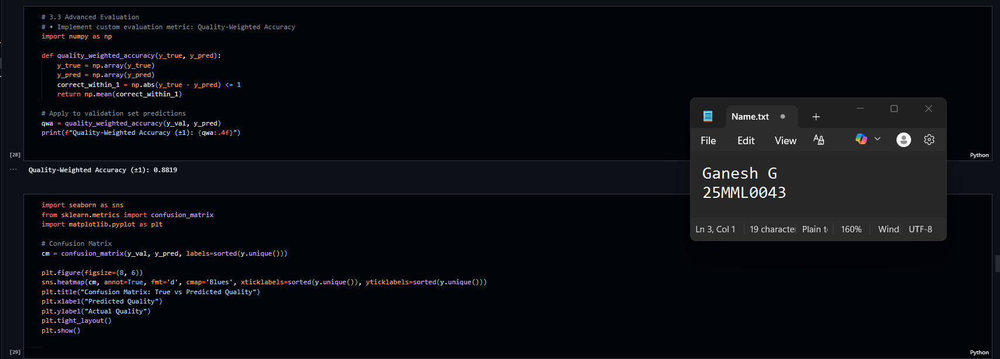 # 3.3 Advanced Evaluation
# • Implement custom evaluation metric: Quality-Weighted Accuracy
import numpy as np
def quality_weighted_accuracy(y_true, y_pred):
y_true = np.array(y_true)
y_pred = np.array(y_pred)
correct_within_1 = np.abs(y_true - y_pred) <= 1
return np.mean(correct_within_1)
# Apply to validation set predictions
qwa = quality_weighted_accuracy(y_val, y_pred)
print(f"Quality-Weighted Accuracy (±1): {qwa:.4f}")
[28]
Python
... Quality-Weighted Accuracy (±1): 0.8819
import seaborn as sns
from sklearn.metrics import confusion_matrix
import matplotlib.pyplot as plt
# Confusion Matrix
cm = confusion_matrix(y_val, y_pred, labels=sorted(y.unique()))
plt.figure(figsize=(8, 6))
sns.heatmap(cm, annot=True, fmt='d', cmap='Blues', xticklabels=sorted(y.unique()), yticklabels=sorted(y.unique()))
plt.title("Confusion Matrix: True vs Predicted Quality")
plt.xlabel("Predicted Quality")
plt.ylabel("Actual Quality")
plt.tight_layout()
plt.show()
[29]
Python
Name.txt
File Edit View
Ganesh G
25MML0043
Ln 3, Col 1 19 character Plain t 160% Wind UTF-8